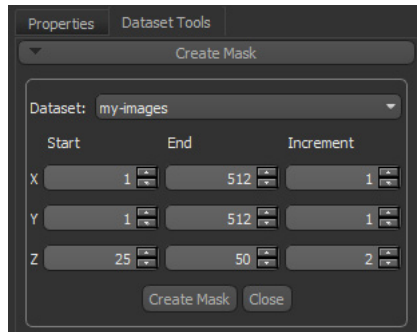 Properties Dataset Tools
Create Mask
Dataset: my-images
Start End Increment
X 1 512 1
Y 1 512 1
Z 25 50 2
Create Mask Close